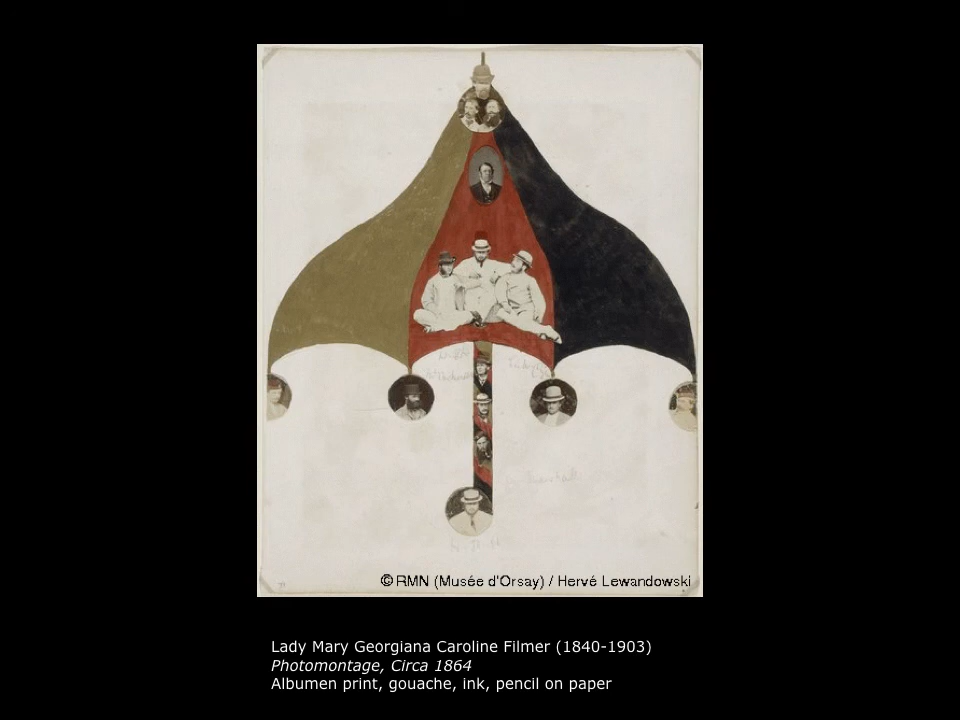 © RMN (Musée d'Orsay) / Hervé Lewandowski
Lady Mary Georgiana Caroline Filmer (1840-1903)
Photomontage, Circa 1864
Albumen print, gouache, ink, pencil on paper